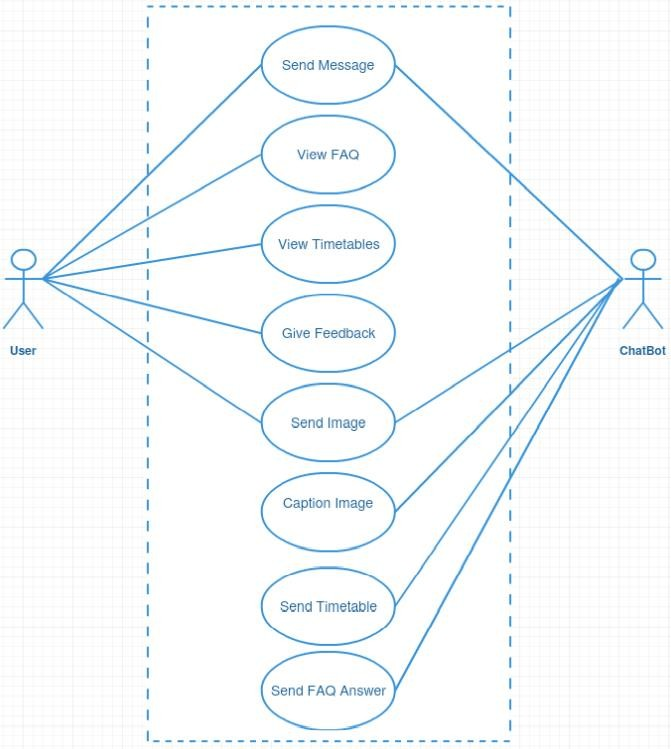 Send Message
View FAQ
View Timetables
Give Feedback
User
ChatBot
Send Image
Caption Image
Send Timetable
Send FAQ Answer